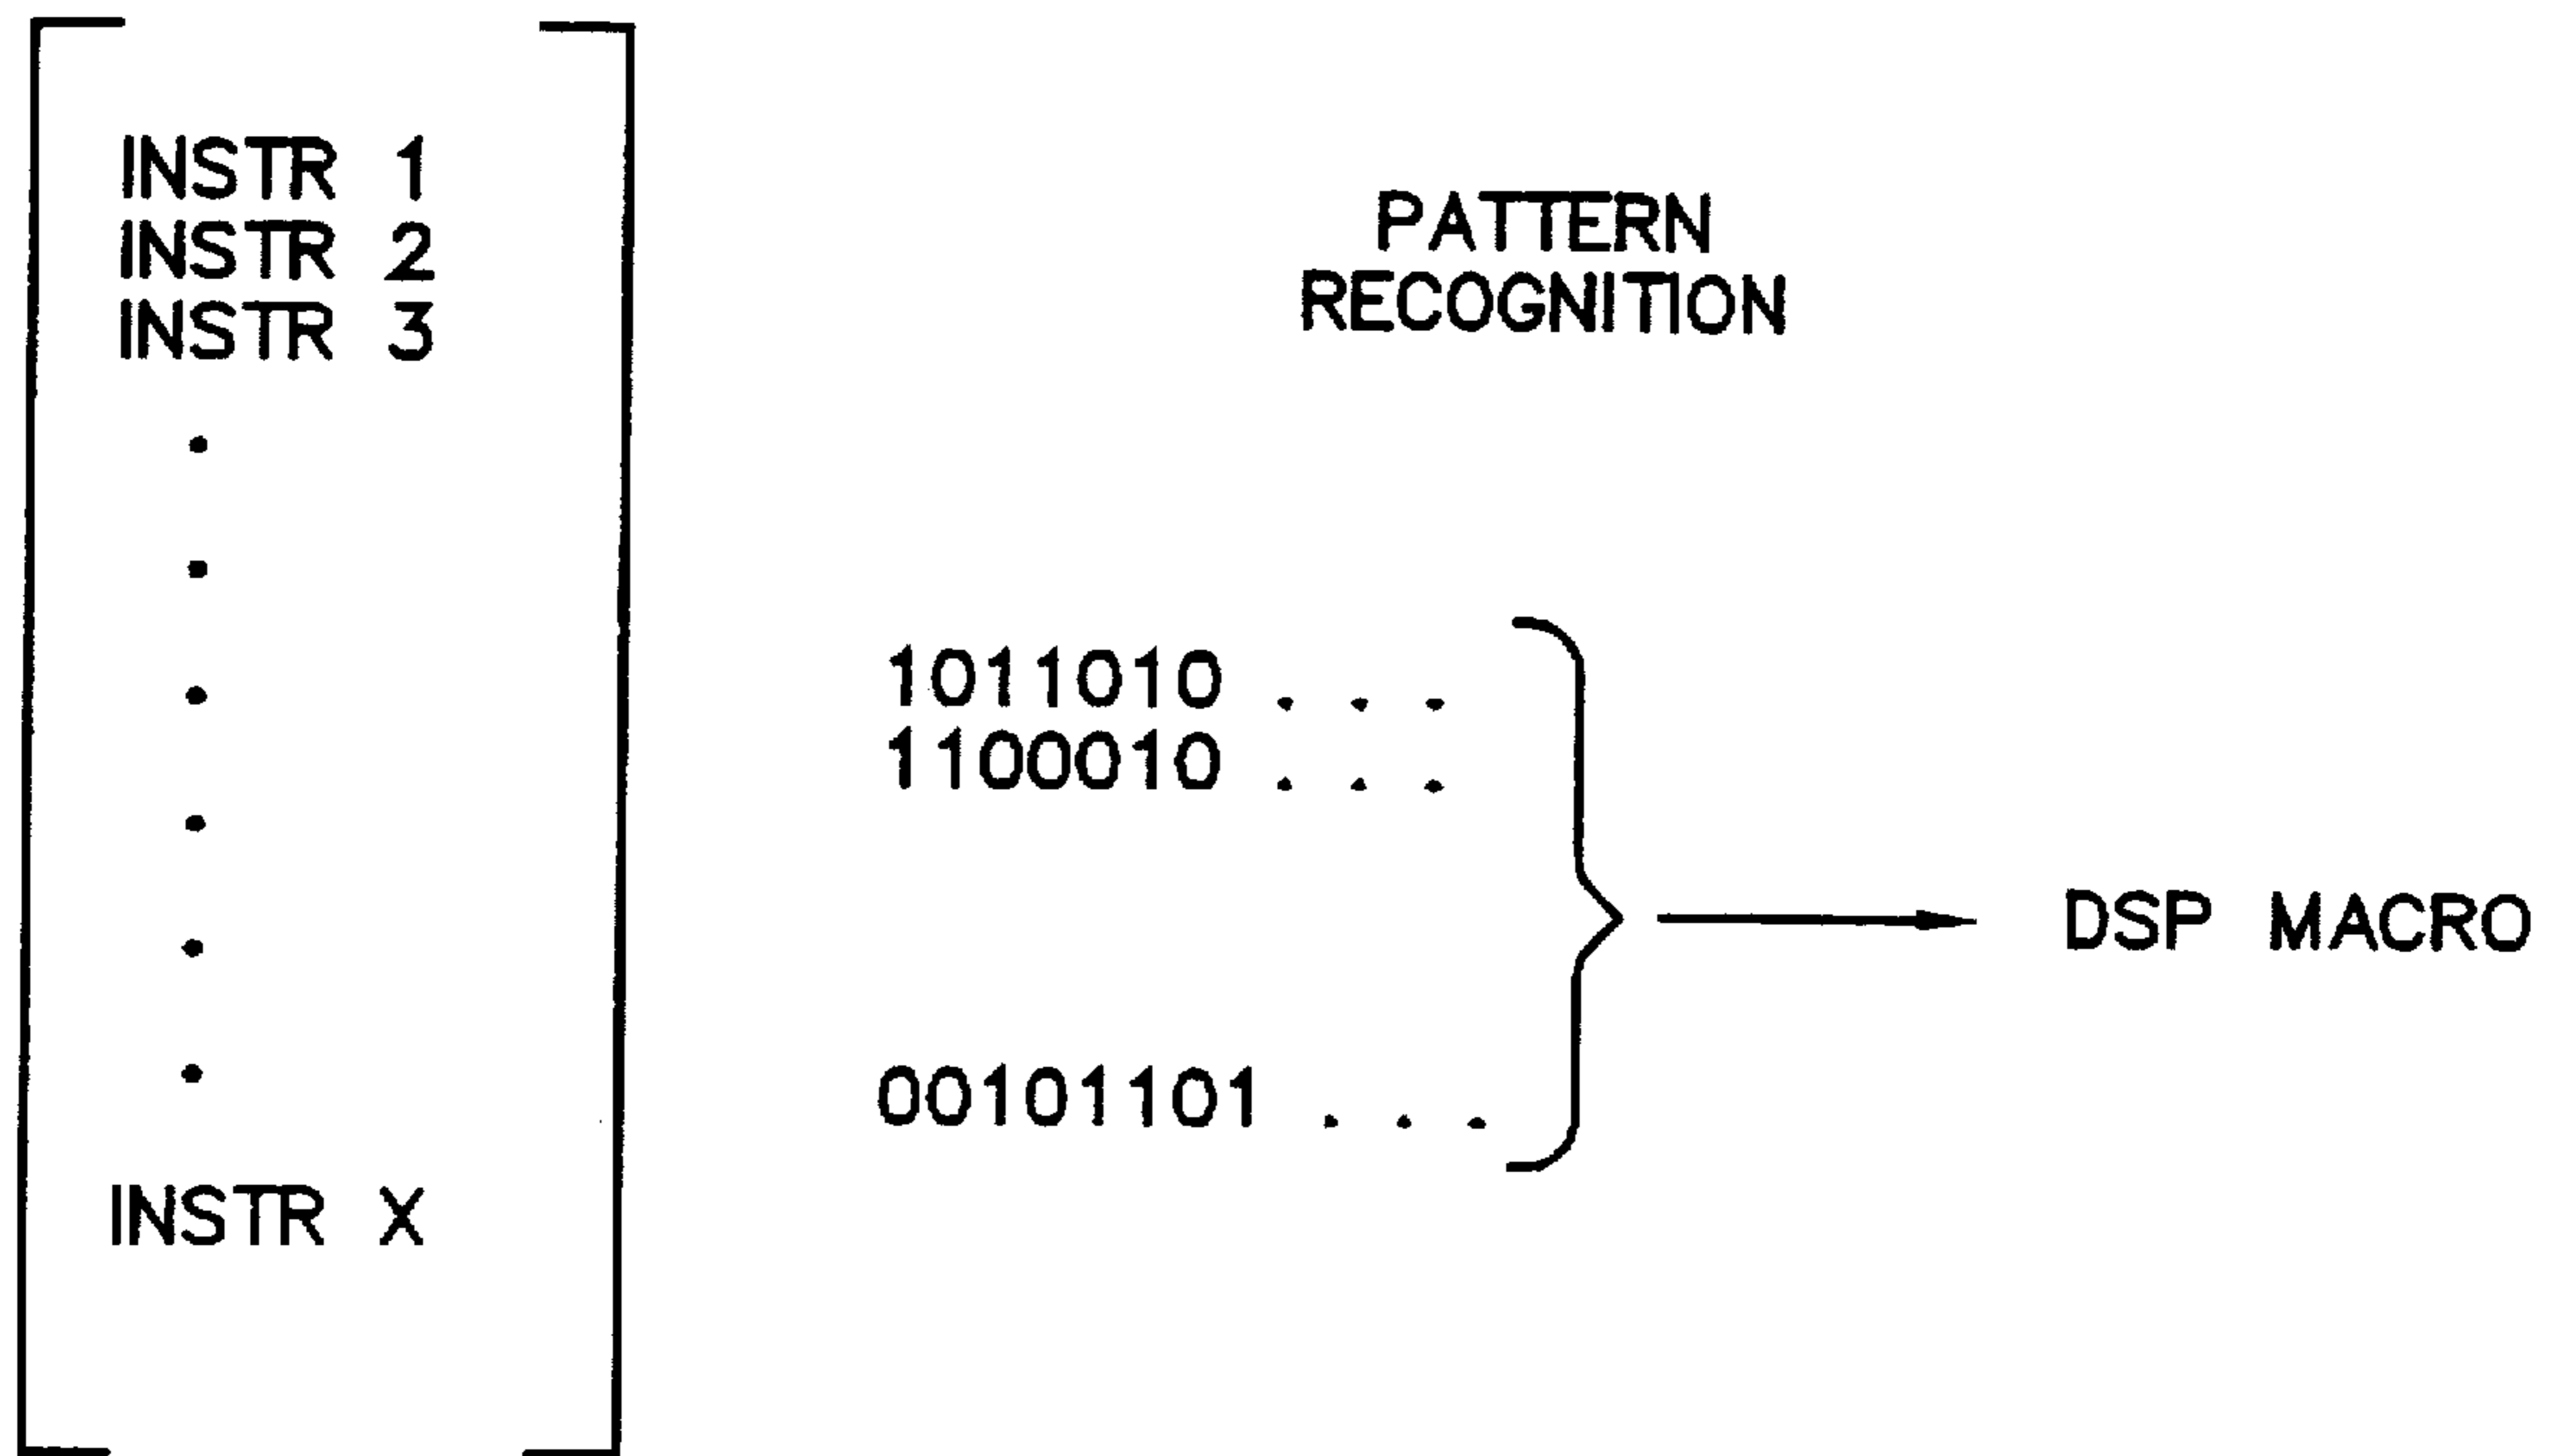 INSTR 1
INSTR 2
INSTR 3
.
.
.
.
.
.
INSTR X
PATTERN
RECOGNITION
1011010 . . .
1100010 . . .
00101101 . . .
DSP MACRO